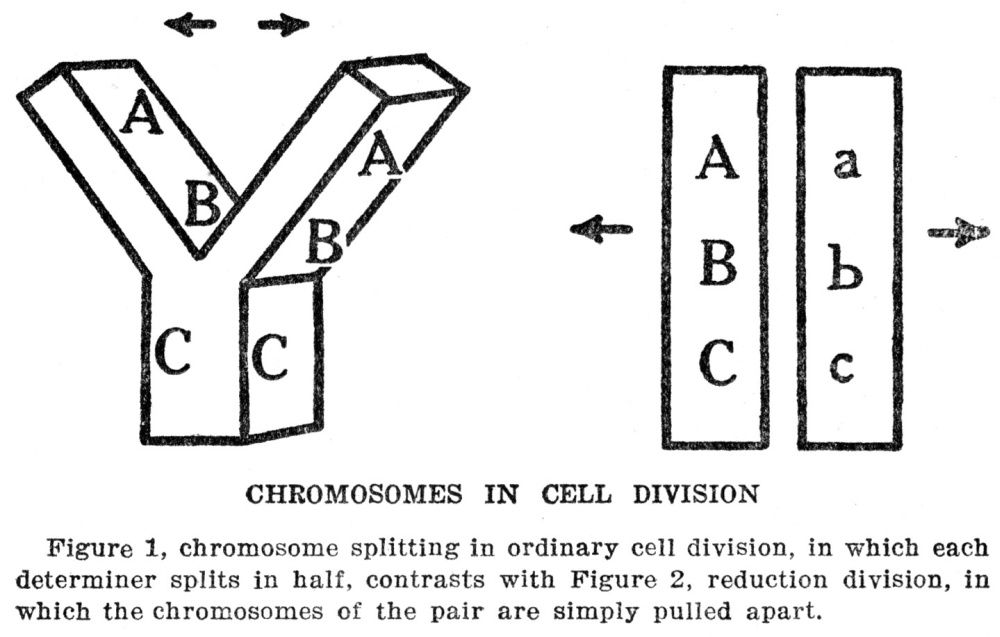 A
A
B
B
C
C
A
a
B
b
C
c
CHROMOSOMES IN CELL DIVISION
Figure 1, chromosome splitting in ordinary cell division, in which each
determiner splits in half, contrasts with Figure 2, reduction division, in
which the chromosomes of the pair are simply pulled apart.